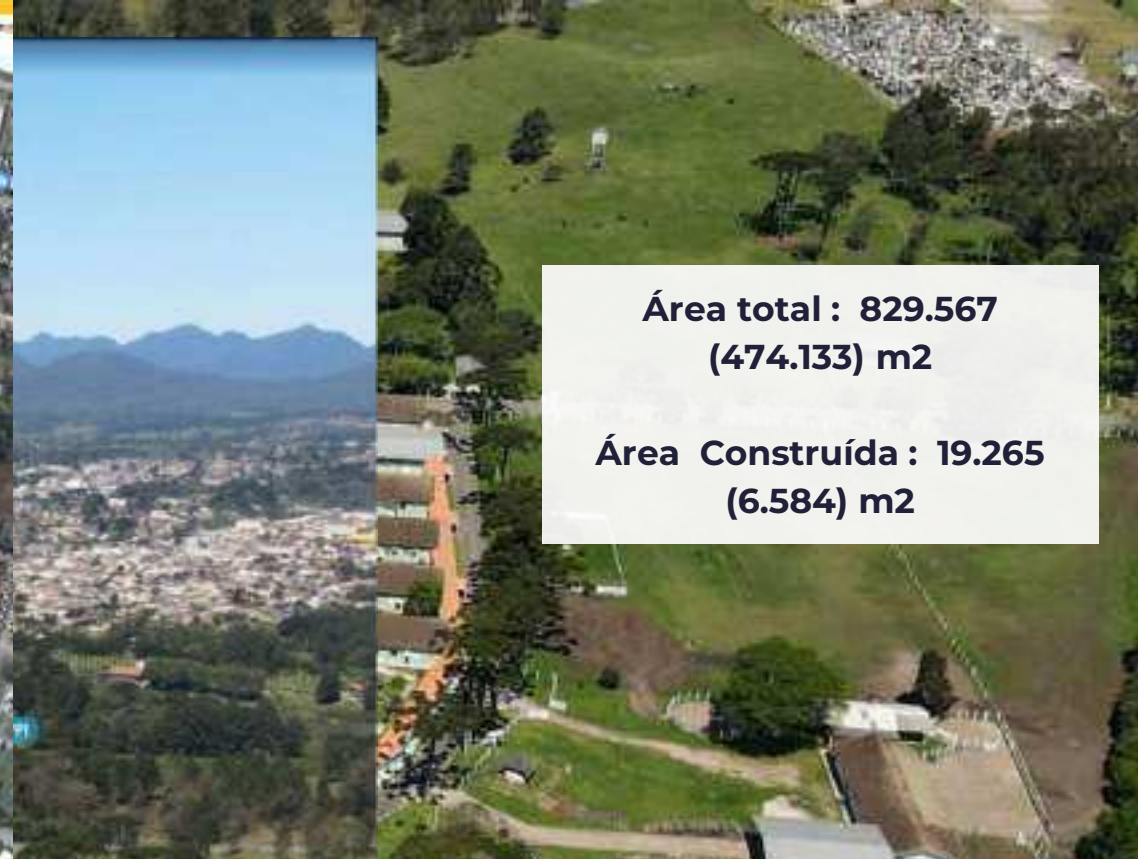 Área total : 829.567
(474.133) m2
Área Construída : 19.265
(6.584) m2